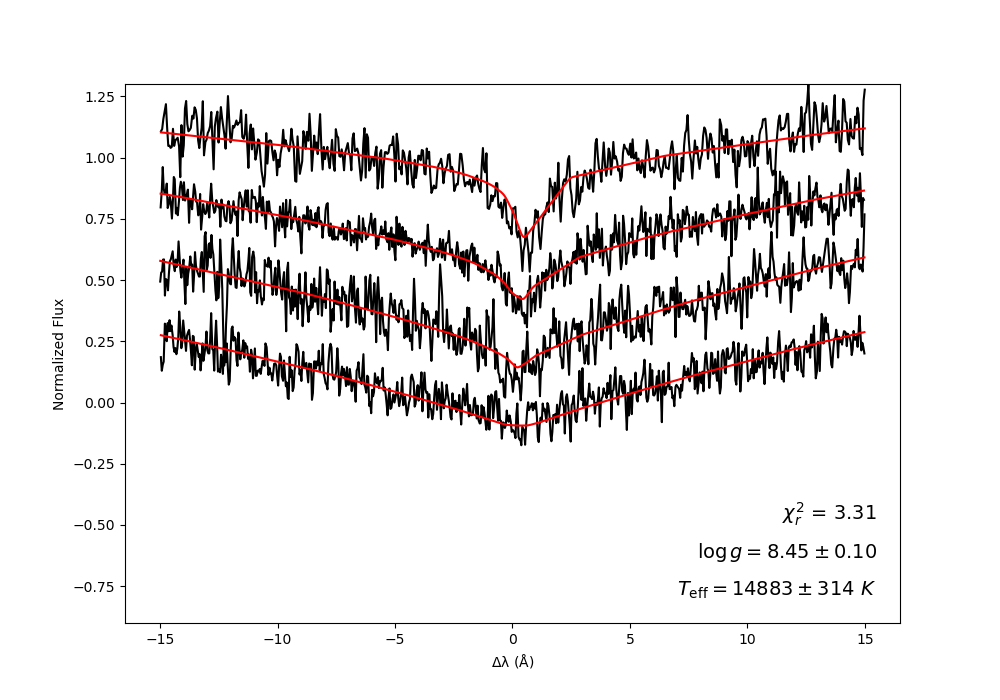 1.25
1.00
0.75
0.50
0.25
0.00
−0.25
−0.50
−0.75
Normalized Flux
χ²ᵣ = 3.31
log g = 8.45 ± 0.10
T_eff = 14883 ± 314 K
−15 −10 −5 0 5 10 15
Δλ (Å)